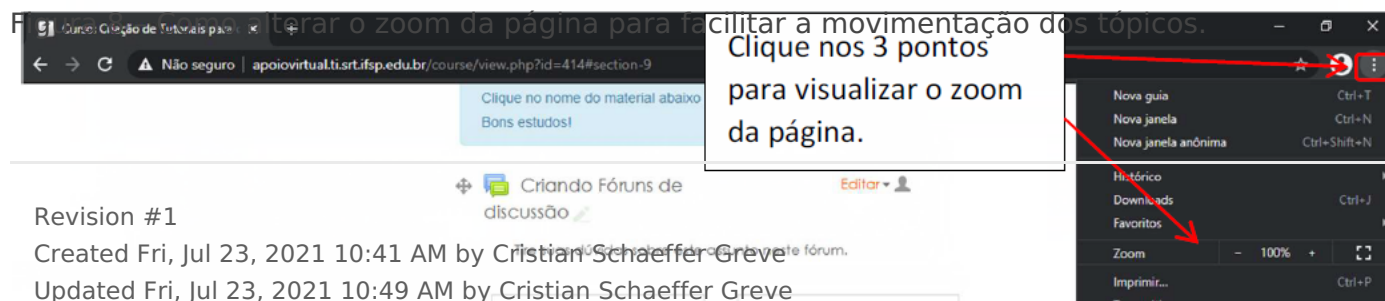 Figura 8 - Como alterar o zoom da página para facilitar a movimentação dos tópicos.
Curso: Criação de Tutoriais para
Não seguro | apoiovirtual.ti.srt.ifsp.edu.br/course/view.php?id=414#section-9
Clique nos 3 pontos
para visualizar o zoom
da página.
Clique no nome do material abaixo
Bons estudos!
Nova guia Ctrl+T
Nova janela Ctrl+N
Nova janela anônima Ctrl+Shift+N
Histórico
Downloads Ctrl+J
Favoritos
Zoom - 100% +
Imprimir... Ctrl+P
Criando Fóruns de
discussão
Editar
fórum.
Revision #1
Created Fri, Jul 23, 2021 10:41 AM by Cristian Schaeffer Greve
Updated Fri, Jul 23, 2021 10:49 AM by Cristian Schaeffer Greve